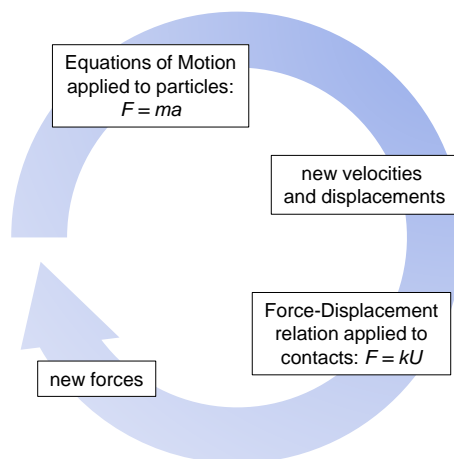 Equations of Motion
applied to particles:
F = ma
new velocities
and displacements
Force-Displacement
relation applied to
contacts: F = kU
new forces